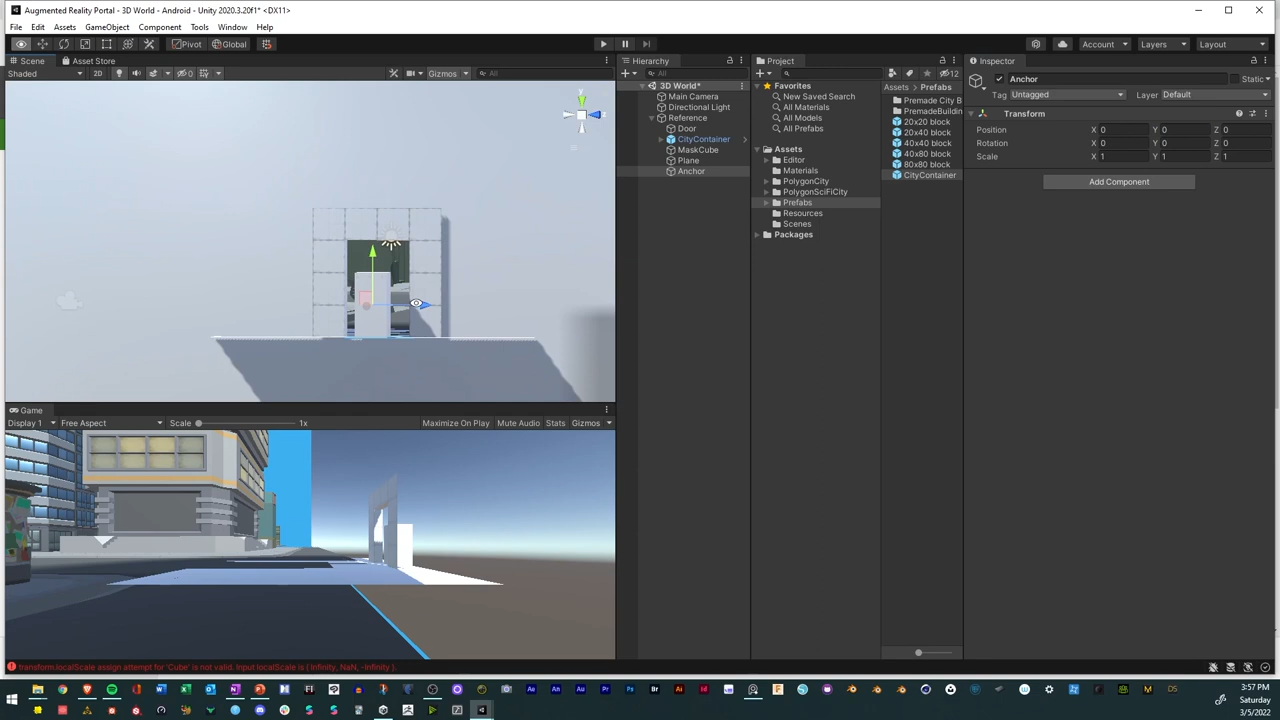 Augmented Reality Portal - 3D World - Android - Unity 2020.3.20f1* <DX11>
File Edit Assets GameObject Component Tools Window Help
Pivot Global Account Layers Layout
Scene Asset Store
Shaded 2D 0 Gizmos All
y
z
Game
Display 1 Free Aspect Scale 1x Maximize On Play Mute Audio Stats Gizmos
Hierarchy
All
3D World*
Main Camera
Directional Light
Reference
Door
CityContainer
MaskCube
Plane
Anchor
Project
12
Favorites
New Saved Search
All Materials
All Models
All Prefabs
Assets
Editor
Materials
PolygonCity
PolygonSciFiCity
Prefabs
Resources
Scenes
Packages
Assets > Prefabs
Premade City B
PremadeBuildin
20x20 block
20x40 block
40x40 block
40x80 block
80x80 block
CityContainer
Inspector
Anchor Static
Tag Untagged Layer Default
Transform
Position X 0 Y 0 Z 0
Rotation X 0 Y 0 Z 0
Scale X 1 Y 1 Z 1
Add Component
transform.localScale assign attempt for 'Cube' is not valid. Input localScale is { Infinity, NaN, -Infinity }.
3:57 PM
Saturday
3/5/2022